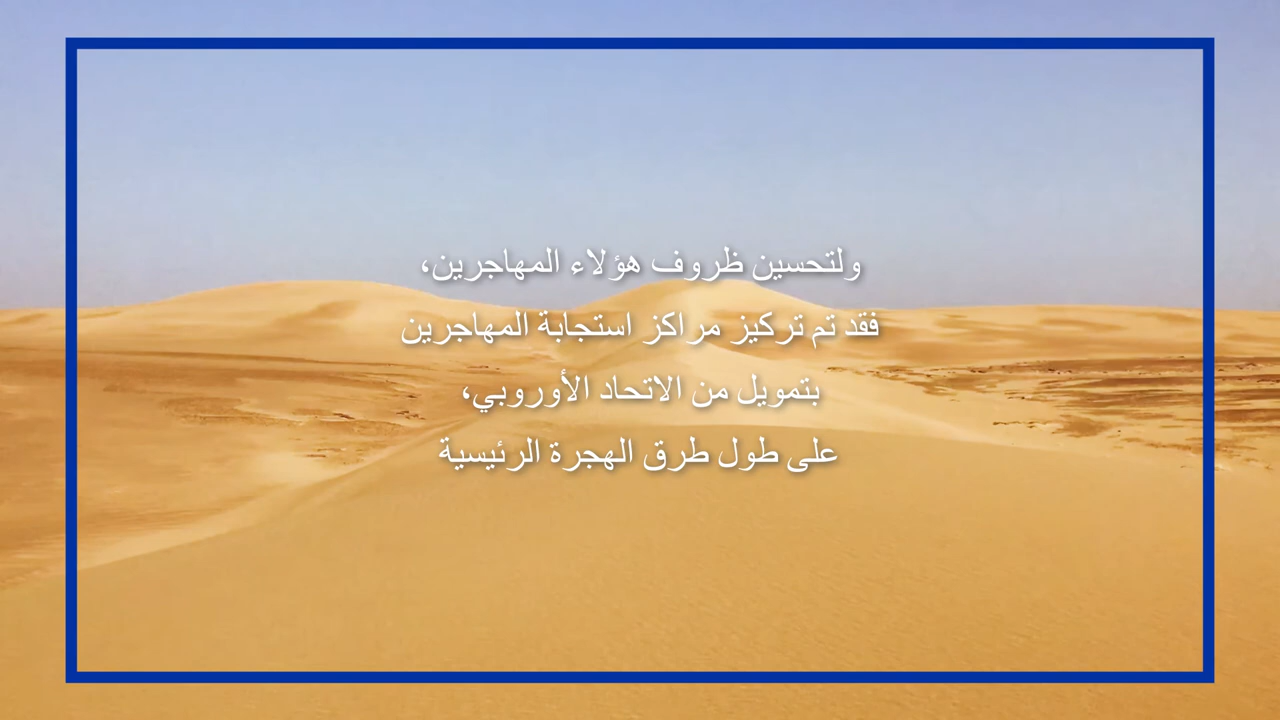 ولتحسين ظروف هؤلاء المهاجرين،
فقد تم تركيز مراكز استجابة المهاجرين
بتمويل من الاتحاد الأوروبي،
على طول طرق الهجرة الرئيسية